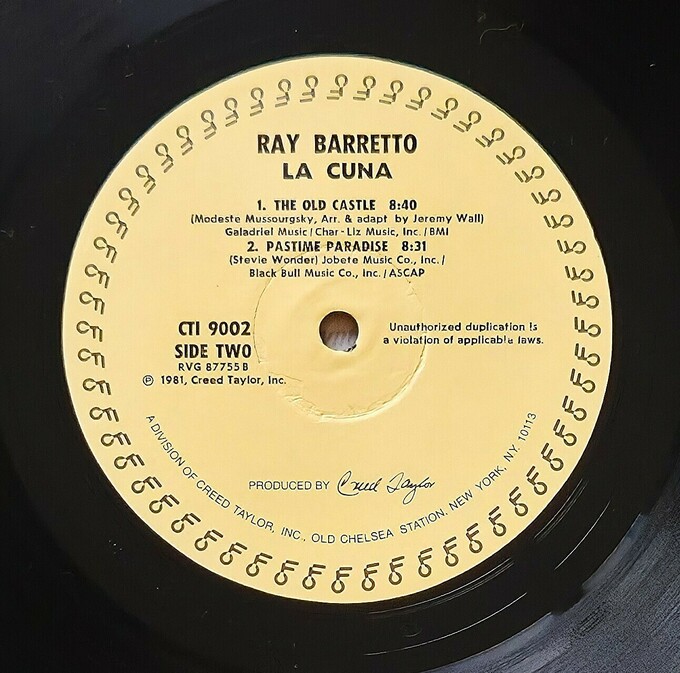 RAY BARRETTO
LA CUNA
1. THE OLD CASTLE 8:40
(Modeste Mussourgsky, Arr. & adapt by Jeremy Wall)
Galadriel Music/Char-Liz Music, Inc./BMI
2. PASTIME PARADISE 8:31
(Stevie Wonder) Jobete Music Co., Inc./
Black Bull Music Co., Inc./ASCAP
CTI 9002
SIDE TWO
RVG 87755B
℗ 1981, Creed Taylor, Inc.
Unauthorized duplication is
a violation of applicable laws.
PRODUCED BY Creed Taylor
A DIVISION OF CREED TAYLOR, INC., OLD CHELSEA STATION, NEW YORK, N.Y. 10113